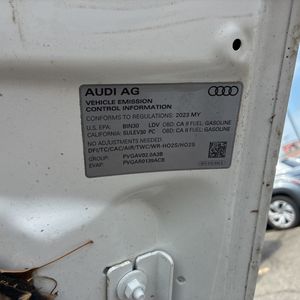 AUDI AG
VEHICLE EMISSION
CONTROL INFORMATION
CONFORMS TO REGULATIONS: 2023 MY
U.S. EPA: BIN30 LDV OBD: CA II FUEL: GASOLINE
CALIFORNIA: SULEV30 PC OBD: CA II FUEL: GASOLINE
NO ADJUSTMENTS NEEDED
DFI/TC/CAC/AIR/TWC/WR-HO2S/HO2S
GROUP: PVGAV02.0A3B
EVAP: PVGAR0139ACB